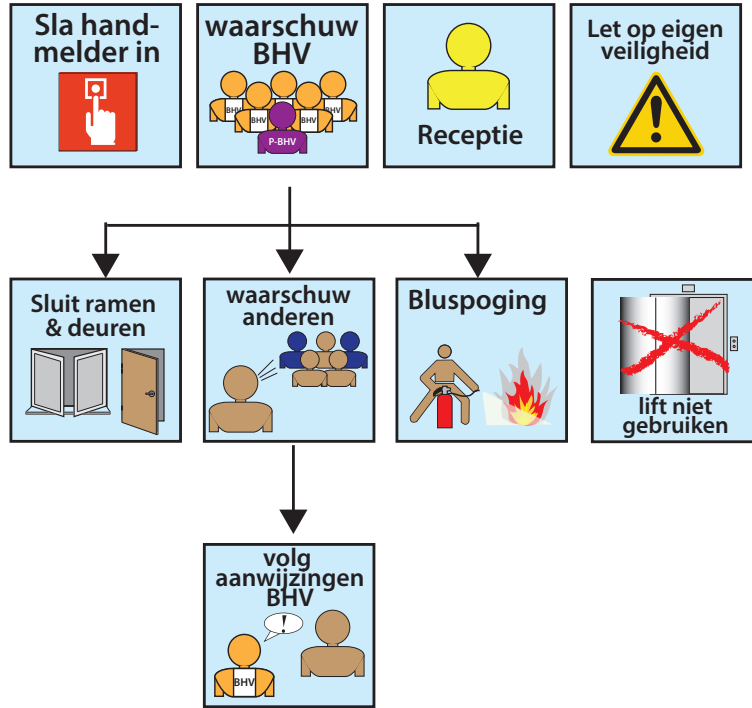 Sla hand-
melder in
waarschuw
BHV
BHV
BHV
BHV
BHV
P-BHV
Receptie
Let op eigen
veiligheid
Sluit ramen
& deuren
waarschuw
anderen
Bluspoging
lift niet
gebruiken
volg
aanwijzingen
BHV
!
BHV